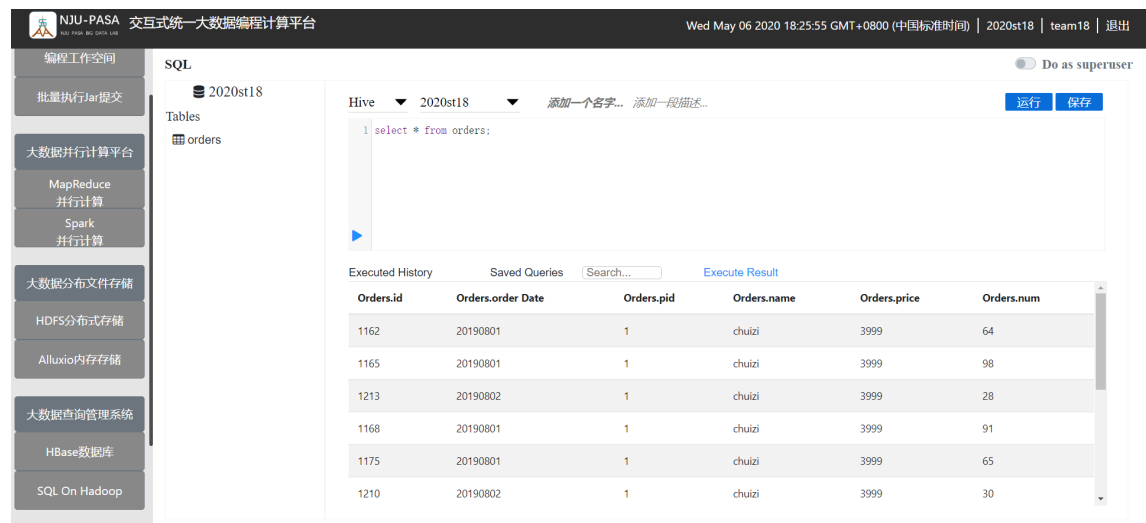 NJU-PASA 交互式统一大数据编程计算平台
NJU PASA BIG DATA LAB
Wed May 06 2020 18:25:55 GMT+0800 (中国标准时间) | 2020st18 | team18 | 退出
编程工作空间
批量执行Jar提交
大数据并行计算平台
MapReduce
并行计算
Spark
并行计算
大数据分布文件存储
HDFS分布式存储
Alluxio内存存储
大数据查询管理系统
HBase数据库
SQL On Hadoop
SQL
Do as superuser
2020st18
Tables
orders
Hive 2020st18 添加一个名字... 添加一段描述... 运行 保存
1 select * from orders;
Executed History Saved Queries Search... Execute Result
Orders.id Orders.order Date Orders.pid Orders.name Orders.price Orders.num
1162 20190801 1 chuizi 3999 64
1165 20190801 1 chuizi 3999 98
1213 20190802 1 chuizi 3999 28
1168 20190801 1 chuizi 3999 91
1175 20190801 1 chuizi 3999 65
1210 20190802 1 chuizi 3999 30